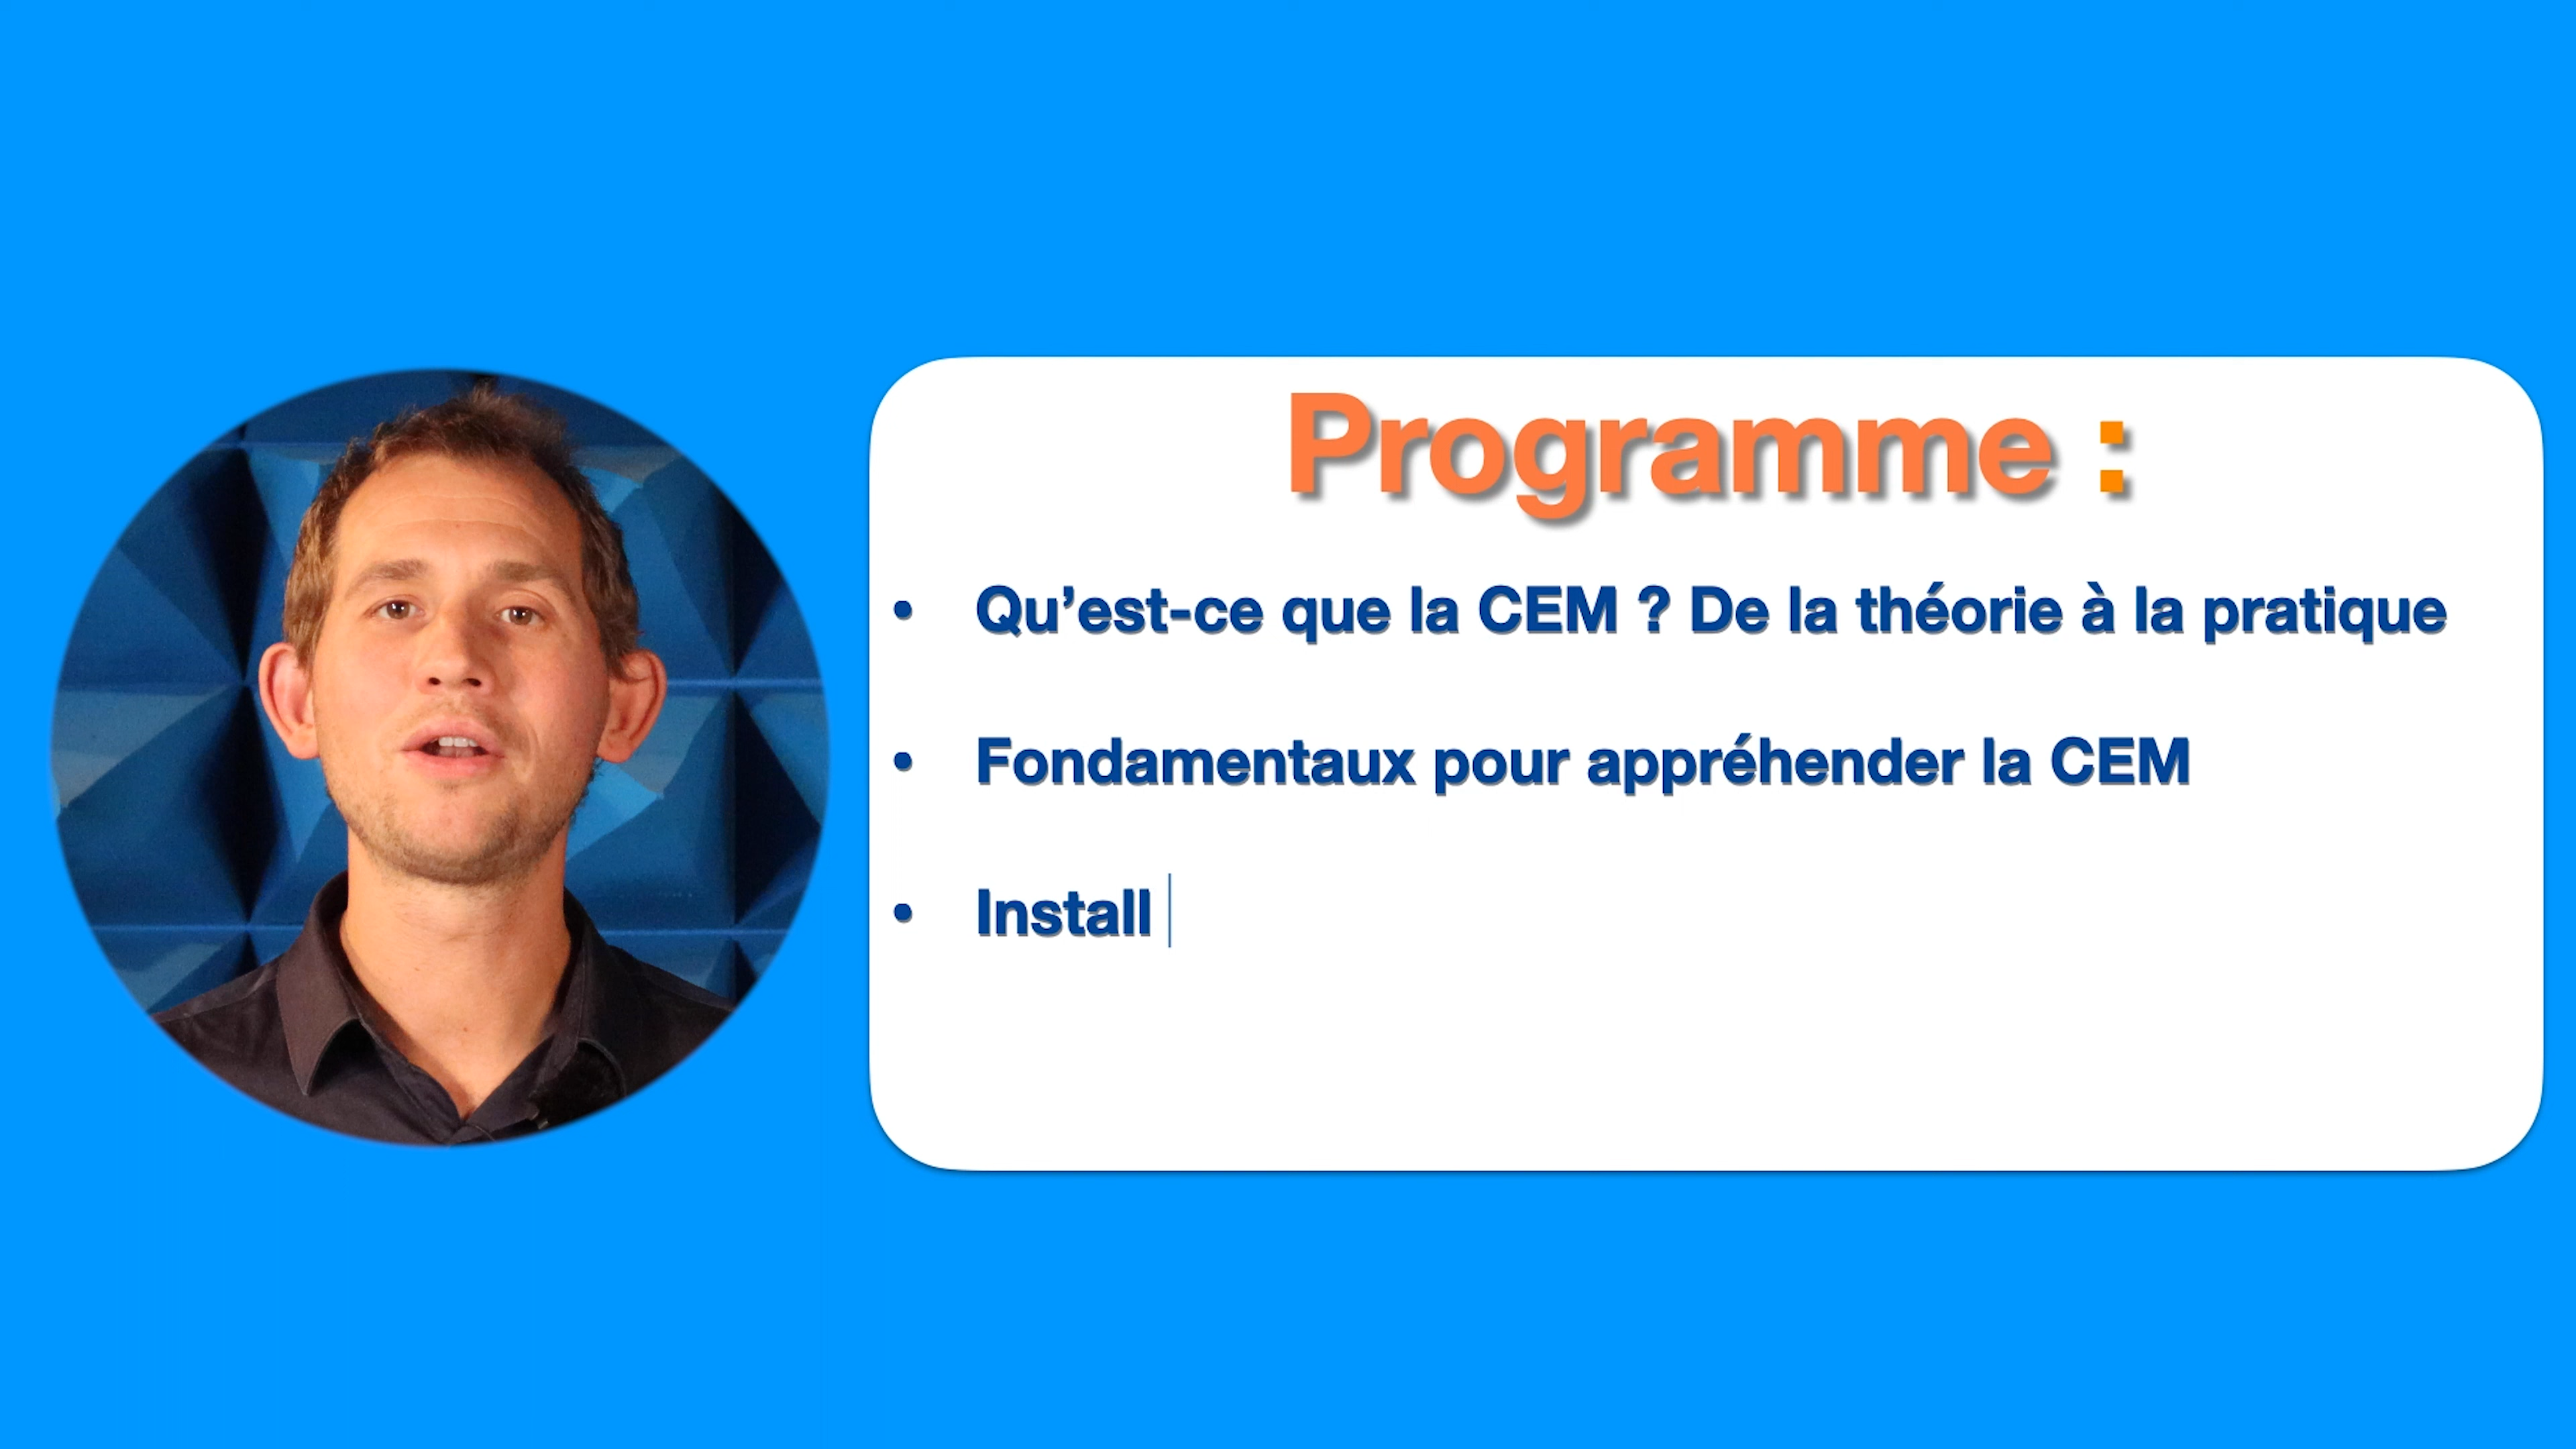 Programme :
• Qu’est-ce que la CEM ? De la théorie à la pratique
• Fondamentaux pour appréhender la CEM
• Install